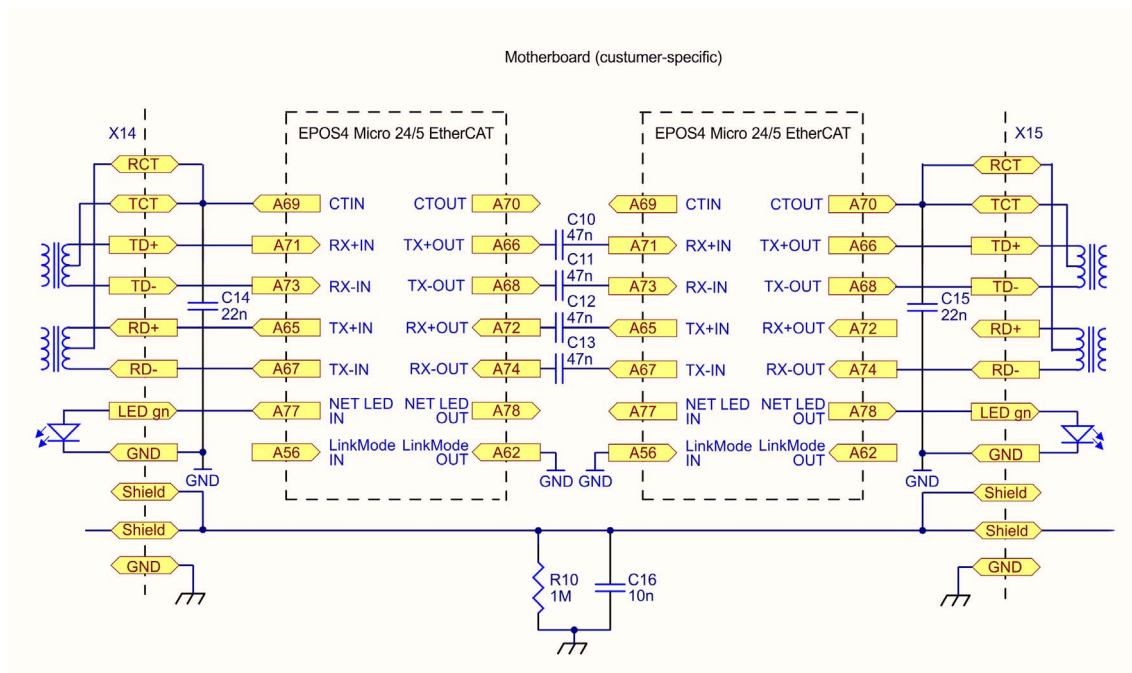 Motherboard (custumer-specific)
X14
EPOS4 Micro 24/5 EtherCAT
EPOS4 Micro 24/5 EtherCAT
X15
RCT
RCT
TCT
A69
CTIN
CTOUT
A70
A69
CTIN
CTOUT
A70
TCT
C10
47n
TD+
A71
RX+IN
TX+OUT
A66
A71
RX+IN
TX+OUT
A66
TD+
C11
47n
TD-
A73
RX-IN
TX-OUT
A68
A73
RX-IN
TX-OUT
A68
TD-
C14
22n
C12
47n
C15
22n
RD+
A65
TX+IN
RX+OUT
A72
A65
TX+IN
RX+OUT
A72
RD+
C13
47n
RD-
A67
TX-IN
RX-OUT
A74
A67
TX-IN
RX-OUT
A74
RD-
LED gn
A77
NET LED
IN
NET LED
OUT
A78
A77
NET LED
IN
NET LED
OUT
A78
LED gn
GND
A56
LinkMode
IN
LinkMode
OUT
A62
A56
LinkMode
IN
LinkMode
OUT
A62
GND
GND
GND
GND
GND
Shield
Shield
Shield
Shield
GND
R10
1M
C16
10n
GND